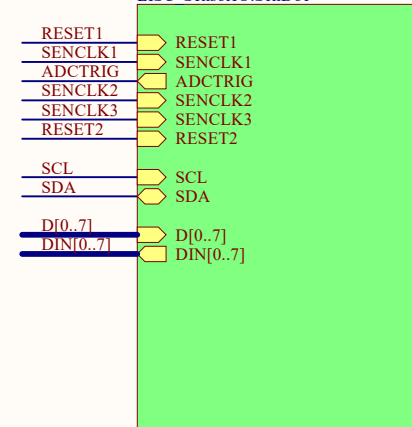 RESET1 RESET1
SENCLK1 SENCLK1
ADCTRIG ADCTRIG
SENCLK2 SENCLK2
SENCLK3 SENCLK3
RESET2 RESET2
SCL SCL
SDA SDA
D[0..7] D[0..7]
DIN[0..7] DIN[0..7]